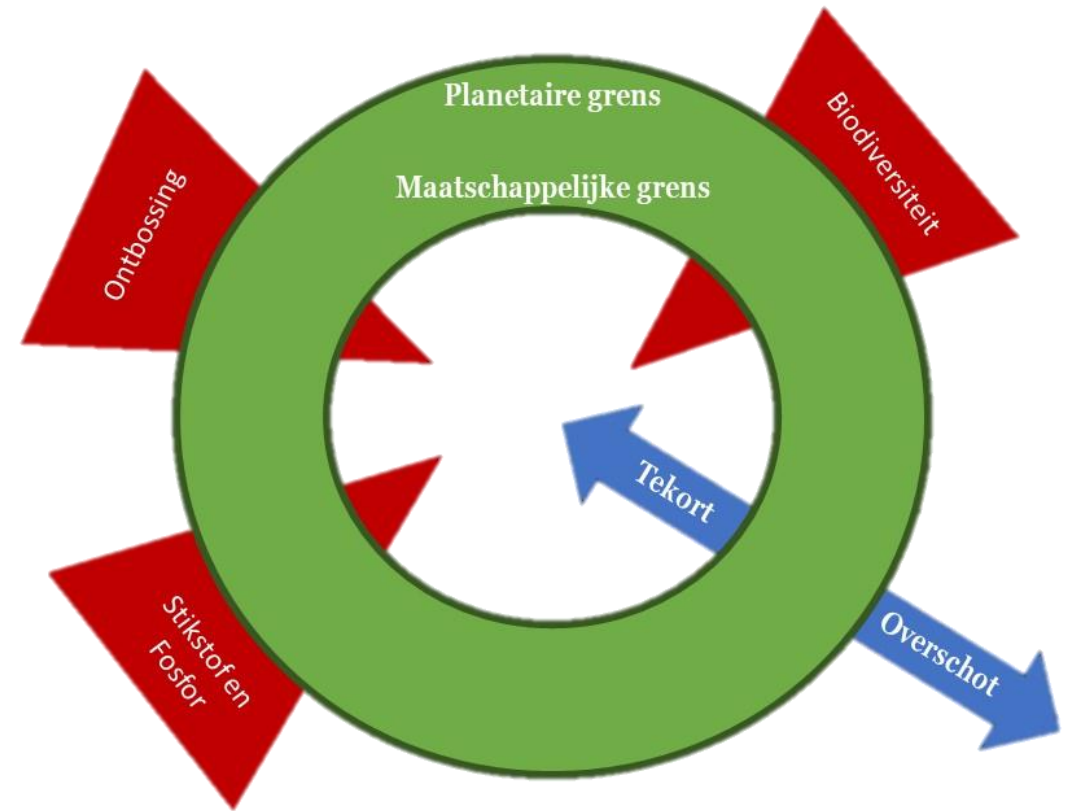 Planetaire grens
Maatschappelijke grens
Biodiversiteit
Ontbossing
Tekort
Stikstof en
Fosfor
Overschot